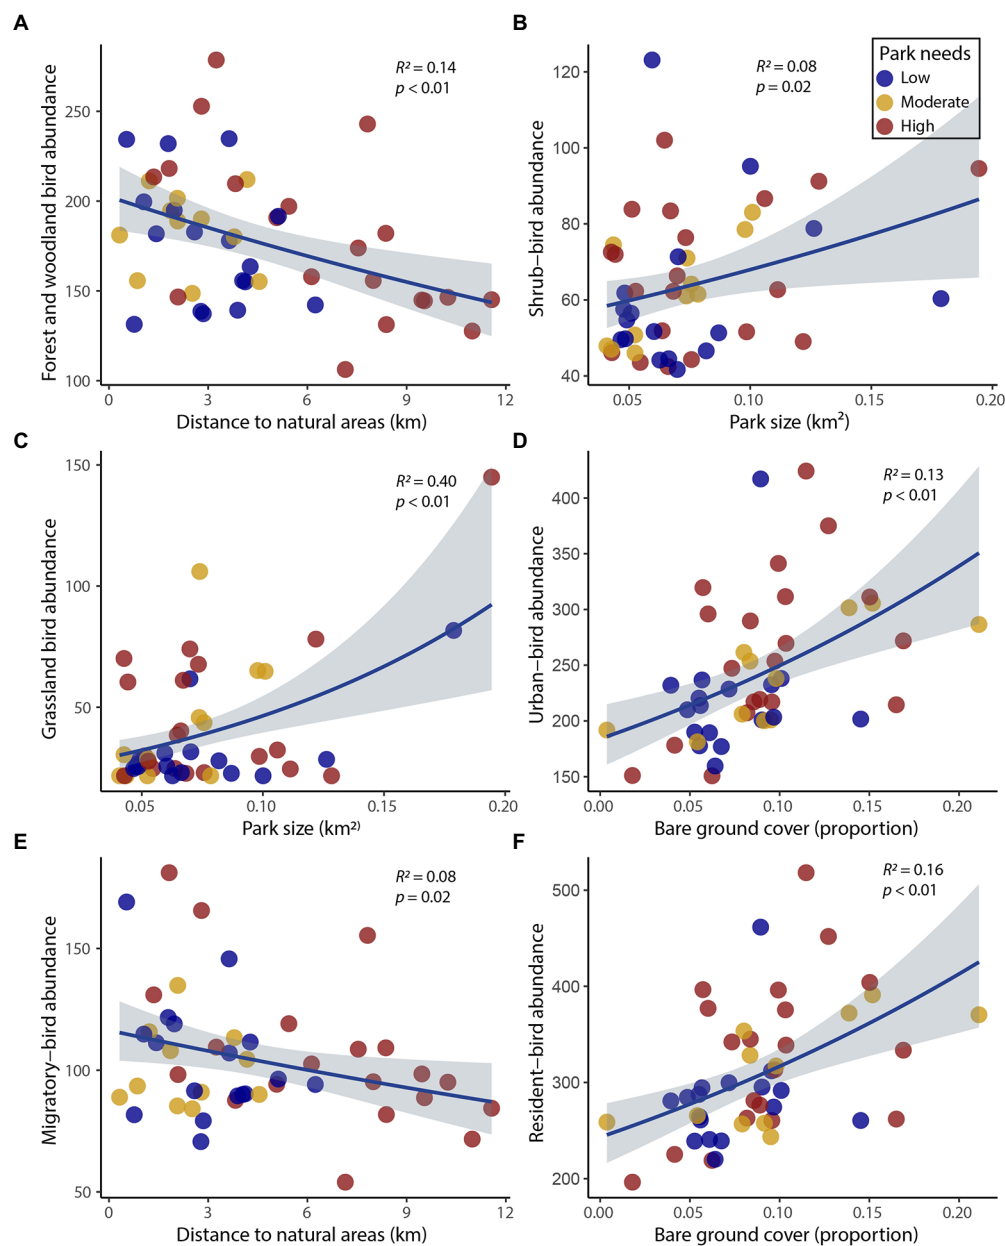 A
R² = 0.14
p < 0.01
Forest and woodland bird abundance
250
200
150
100
0
3
6
9
12
Distance to natural areas (km)
B
Park needs
Low
Moderate
High
R² = 0.08
p = 0.02
Shrub−bird abundance
120
100
80
60
40
0.05
0.10
0.15
0.20
Park size (km²)
C
R² = 0.40
p < 0.01
Grassland bird abundance
150
100
50
0.05
0.10
0.15
0.20
Park size (km²⁾
D
R² = 0.13
p < 0.01
Urban−bird abundance
400
350
300
250
200
150
0.00
0.05
0.10
0.15
0.20
Bare ground cover (proportion)
E
R² = 0.08
p = 0.02
Migratory−bird abundance
150
100
50
0
3
6
9
12
Distance to natural areas (km)
F
R² = 0.16
p < 0.01
Resident−bird abundance
500
400
300
200
0.00
0.05
0.10
0.15
0.20
Bare ground cover (proportion)